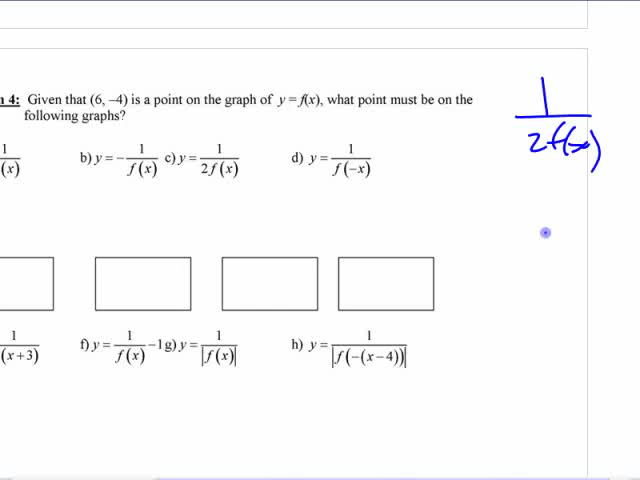 n 4: Given that (6, –4) is a point on the graph of y = f(x), what point must be on the
following graphs?
1/(x) b) y = -1/f(x) c) y = 1/2f(x) d) y = 1/f(-x)
1/2f(x)
1/(x+3) f) y = 1/f(x) -1 g) y = 1/|f(x)| h) y = 1/|f(-(x-4))|